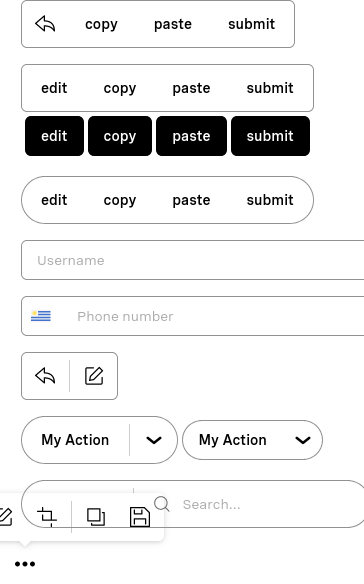 copy paste submit
edit copy paste submit
edit copy paste submit
edit copy paste submit
Username
Phone number
My Action My Action
Search...